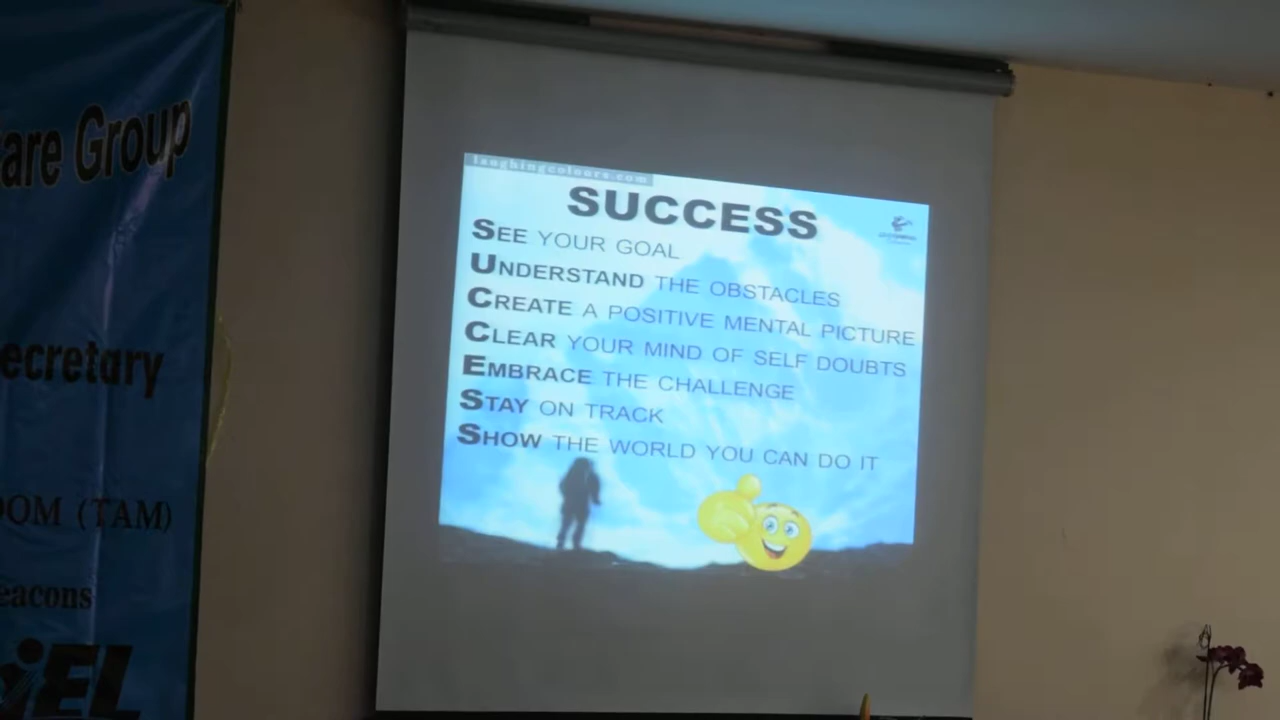 are Group
ecretary
OOM (TAM)
eacons
iEL
laughingcolours.com
SUCCESS
SEE YOUR GOAL
UNDERSTAND THE OBSTACLES
CREATE A POSITIVE MENTAL PICTURE
CLEAR YOUR MIND OF SELF DOUBTS
EMBRACE THE CHALLENGE
STAY ON TRACK
SHOW THE WORLD YOU CAN DO IT